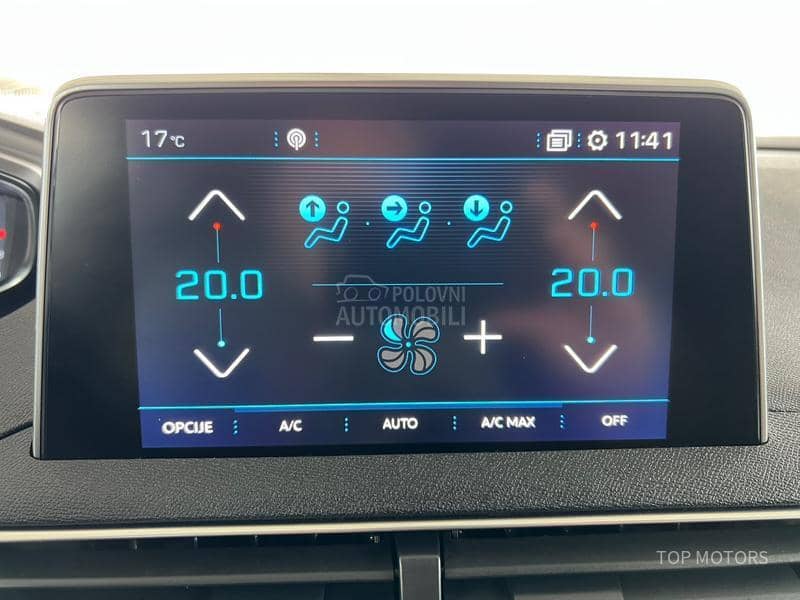 17°C 11:41
20.0 20.0
POLOVNI
AUTOMOBILI
OPCIJE A/C AUTO A/C MAX OFF
TOP MOTORS